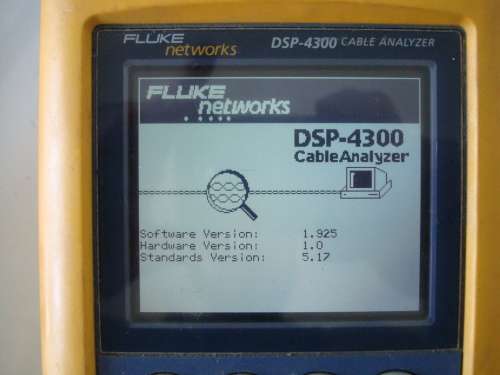 FLUKE
networks
DSP-4300 CABLE ANALYZER
FLUKE
networks
DSP-4300
CableAnalyzer
Software Version: 1.925
Hardware Version: 1.0
Standards Version: 5.17